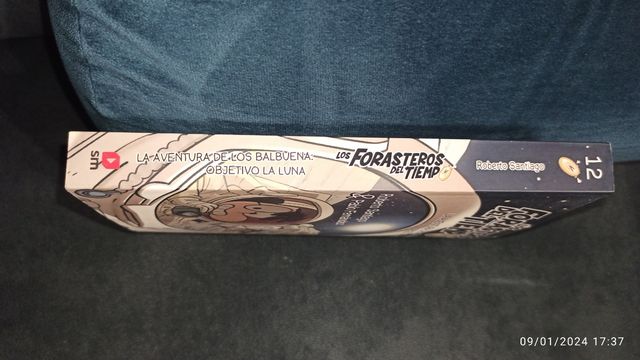 sm
LA AVENTURA DE LOS BALBUENA:
OBJETIVO LA LUNA
LOS FORASTEROS
DEL TIEMPO
Roberto Santiago
12
09/01/2024 17:37